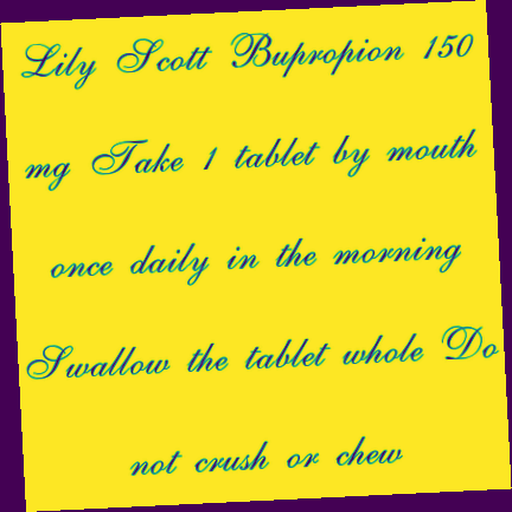 Lily Scott Bupropion 150
mg Take 1 tablet by mouth
once daily in the morning
Swallow the tablet whole Do
not crush or chew